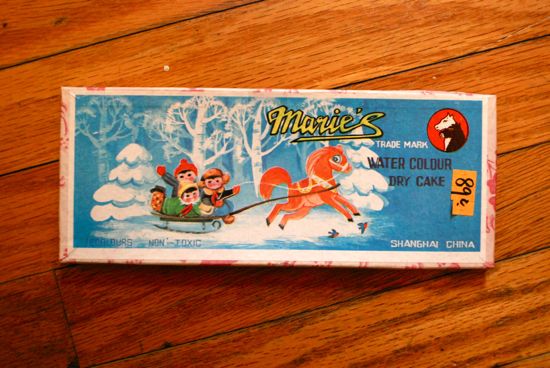 Marie's
TRADE MARK
WATER COLOUR
DRY CAKE
89¢
COLOURS NON-TOXIC
SHANGHAI CHINA